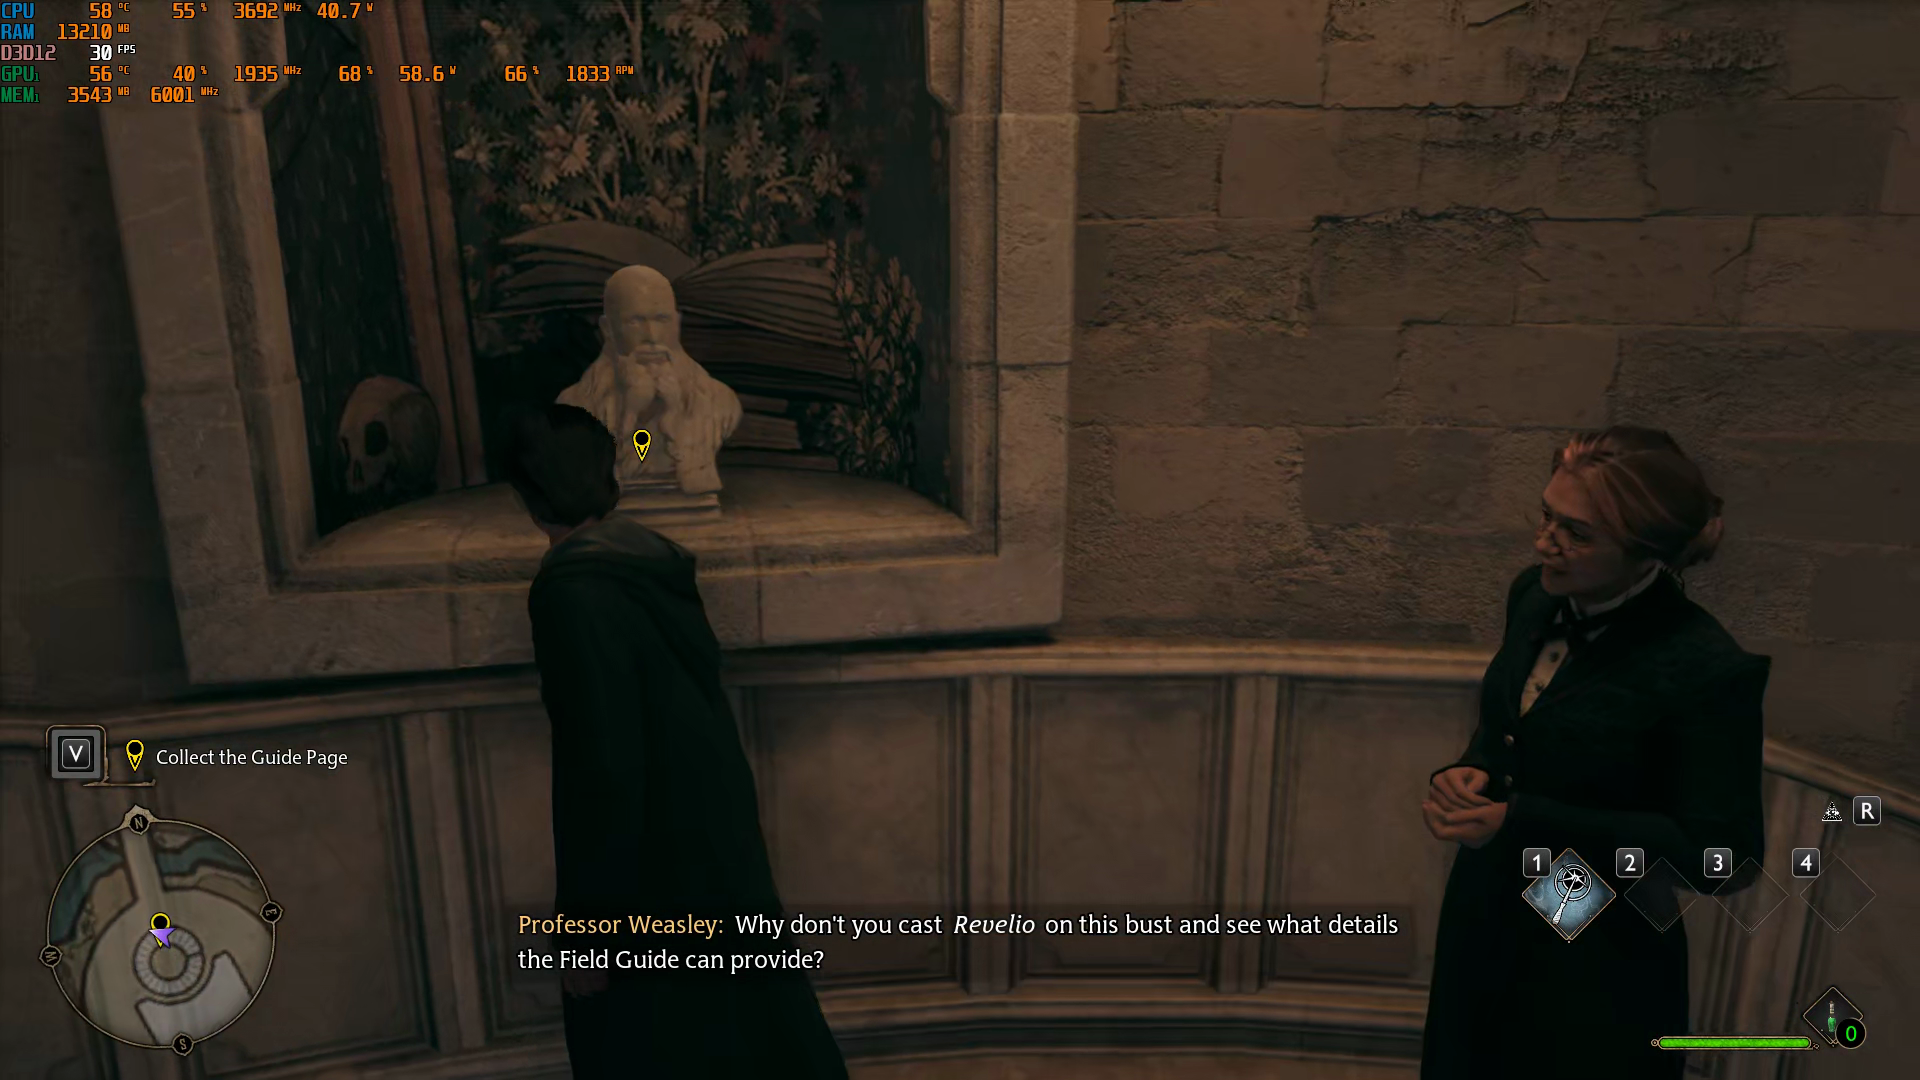 CPU 58 °C 55 % 3692 MHz 40.7 W
RAM 13210 MB
D3D12 30 FPS
GPU1 56 °C 40 % 1935 MHz 68 % 58.6 W 66 % 1833 RPM
MEM1 3543 MB 6001 MHz
V Collect the Guide Page
N
E
W
S
R
1 2 3 4
Professor Weasley: Why don't you cast Revelio on this bust and see what details
the Field Guide can provide?
0